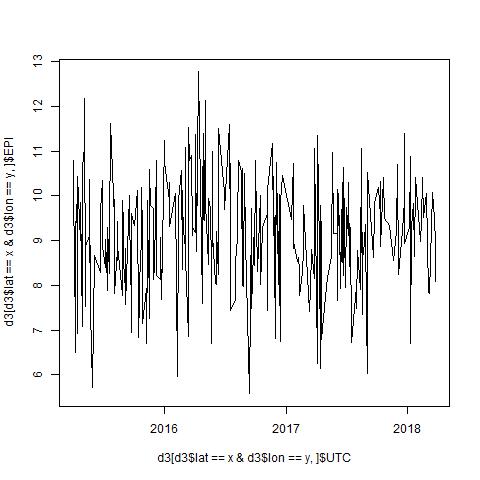 13
12
11
10
9
8
7
6
d3[d3$lat == x & d3$lon == y, ]$EPI
2016 2017 2018
d3[d3$lat == x & d3$lon == y, ]$UTC